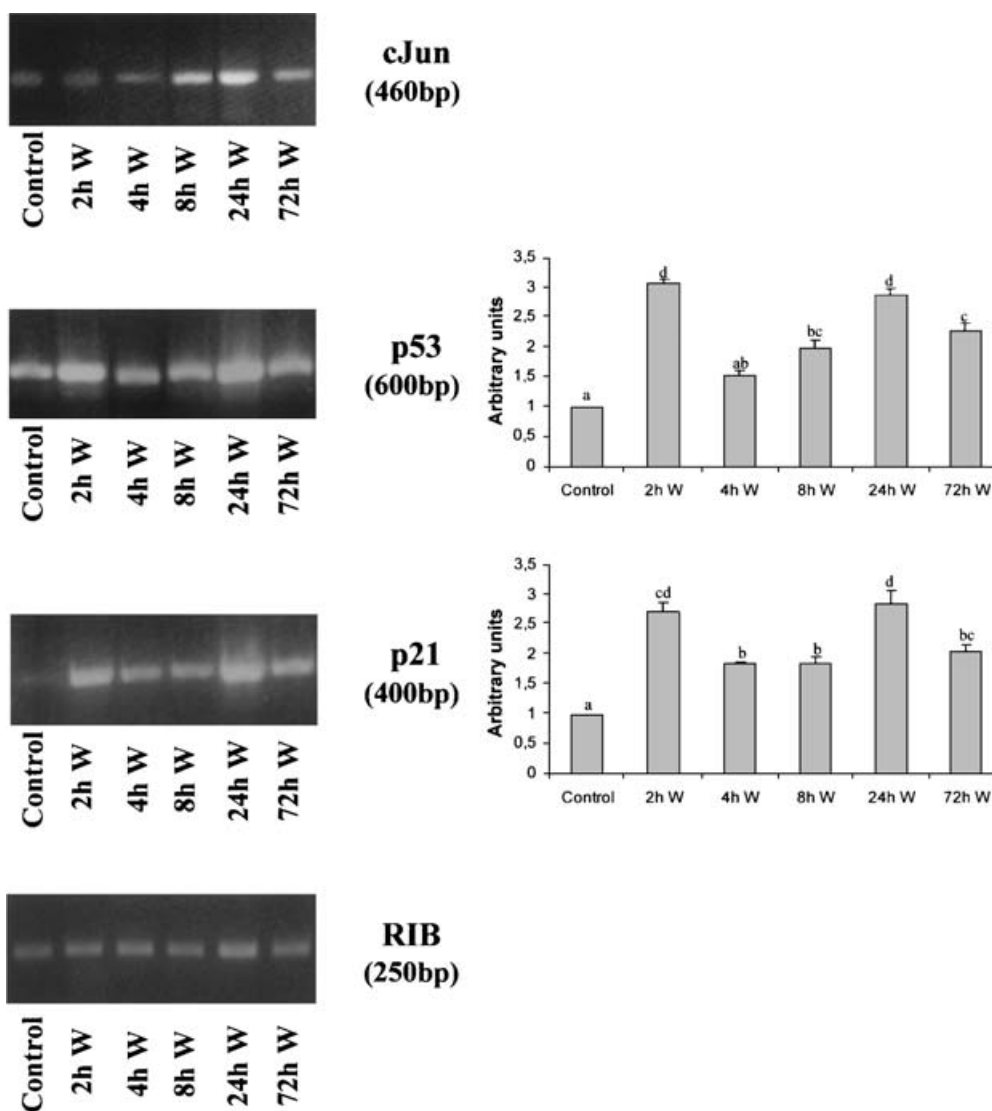 cJun
(460bp)
Control 2h W 4h W 8h W 24h W 72h W
p53
(600bp)
Control 2h W 4h W 8h W 24h W 72h W
Arbitrary units
3,5
3
2,5
2
1,5
1
0,5
0
a d ab bc d c
Control 2h W 4h W 8h W 24h W 72h W
p21
(400bp)
Control 2h W 4h W 8h W 24h W 72h W
Arbitrary units
3,5
3
2,5
2
1,5
1
0,5
0
a cd b b d bc
Control 2h W 4h W 8h W 24h W 72h W
RIB
(250bp)
Control 2h W 4h W 8h W 24h W 72h W